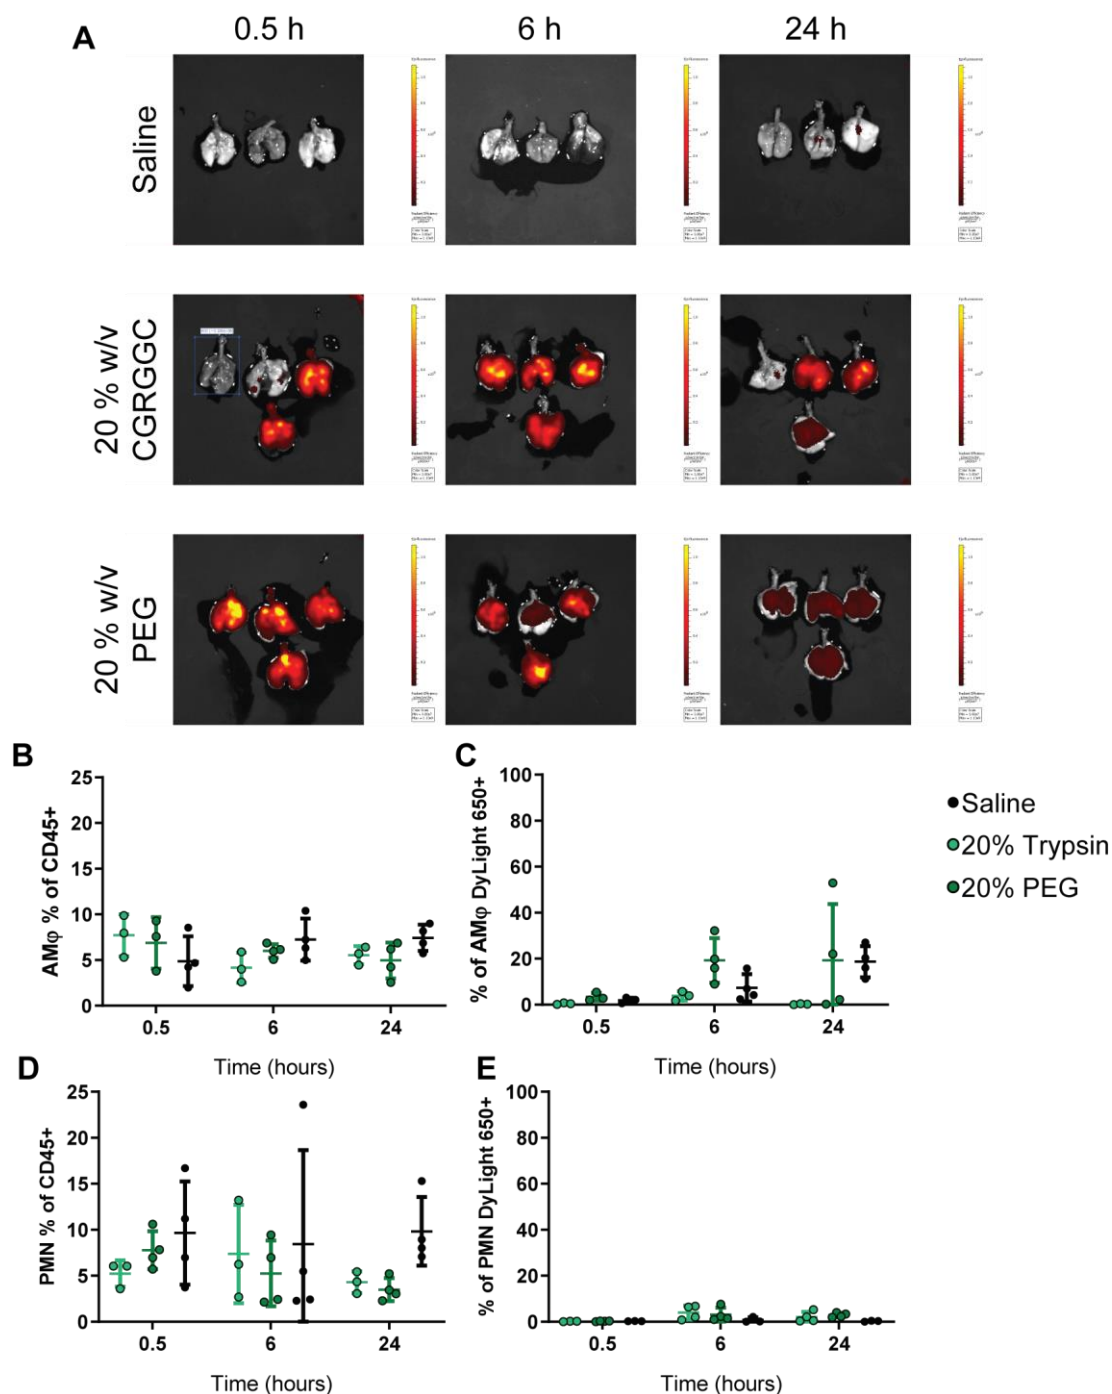 A
0.5 h
6 h
24 h
Saline
20 % w/v
CGRGGC
20 % w/v
PEG
B
25
20
15
10
5
0
AMφ % of CD45+
0.5
6
24
Time (hours)
C
100
80
60
40
20
0
% of AMφ DyLight 650+
0.5
6
24
Time (hours)
Saline
20% Trypsin
20% PEG
D
25
20
15
10
5
0
PMN % of CD45+
0.5
6
24
Time (hours)
E
100
80
60
40
20
0
% of PMN DyLight 650+
0.5
6
24
Time (hours)